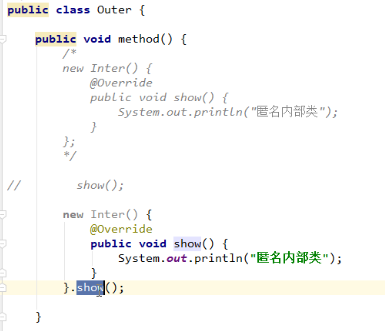 public class Outer {
public void method() {
/*
new Inter() {
@Override
public void show() {
System.out.println("匿名内部类");
}
};
*/
// show();
new Inter() {
@Override
public void show() {
System.out.println("匿名内部类");
}
}.show();
}